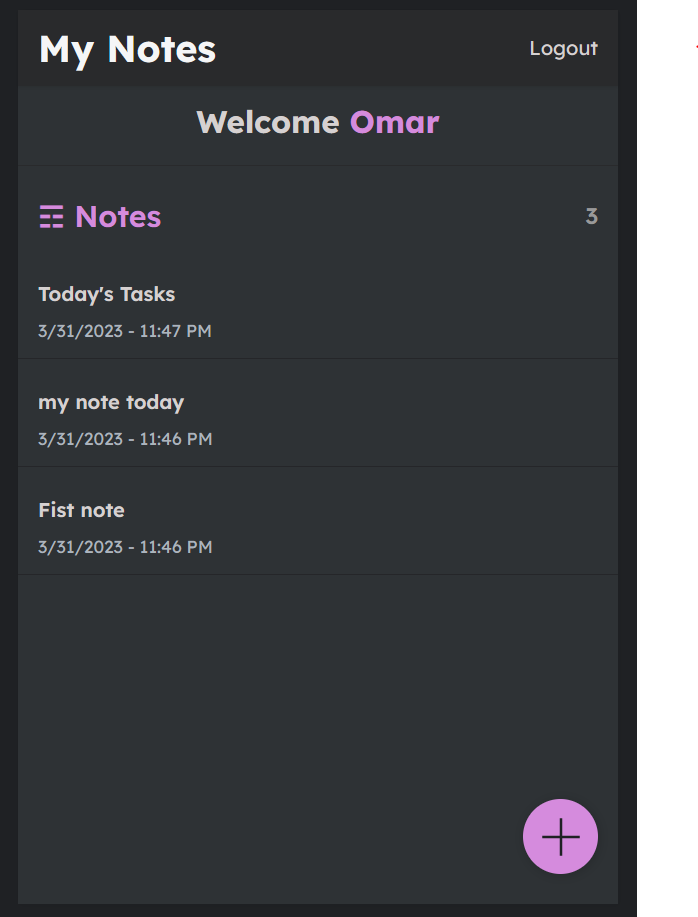 My Notes Logout
Welcome Omar
Notes 3
Today's Tasks
3/31/2023 - 11:47 PM
my note today
3/31/2023 - 11:46 PM
Fist note
3/31/2023 - 11:46 PM